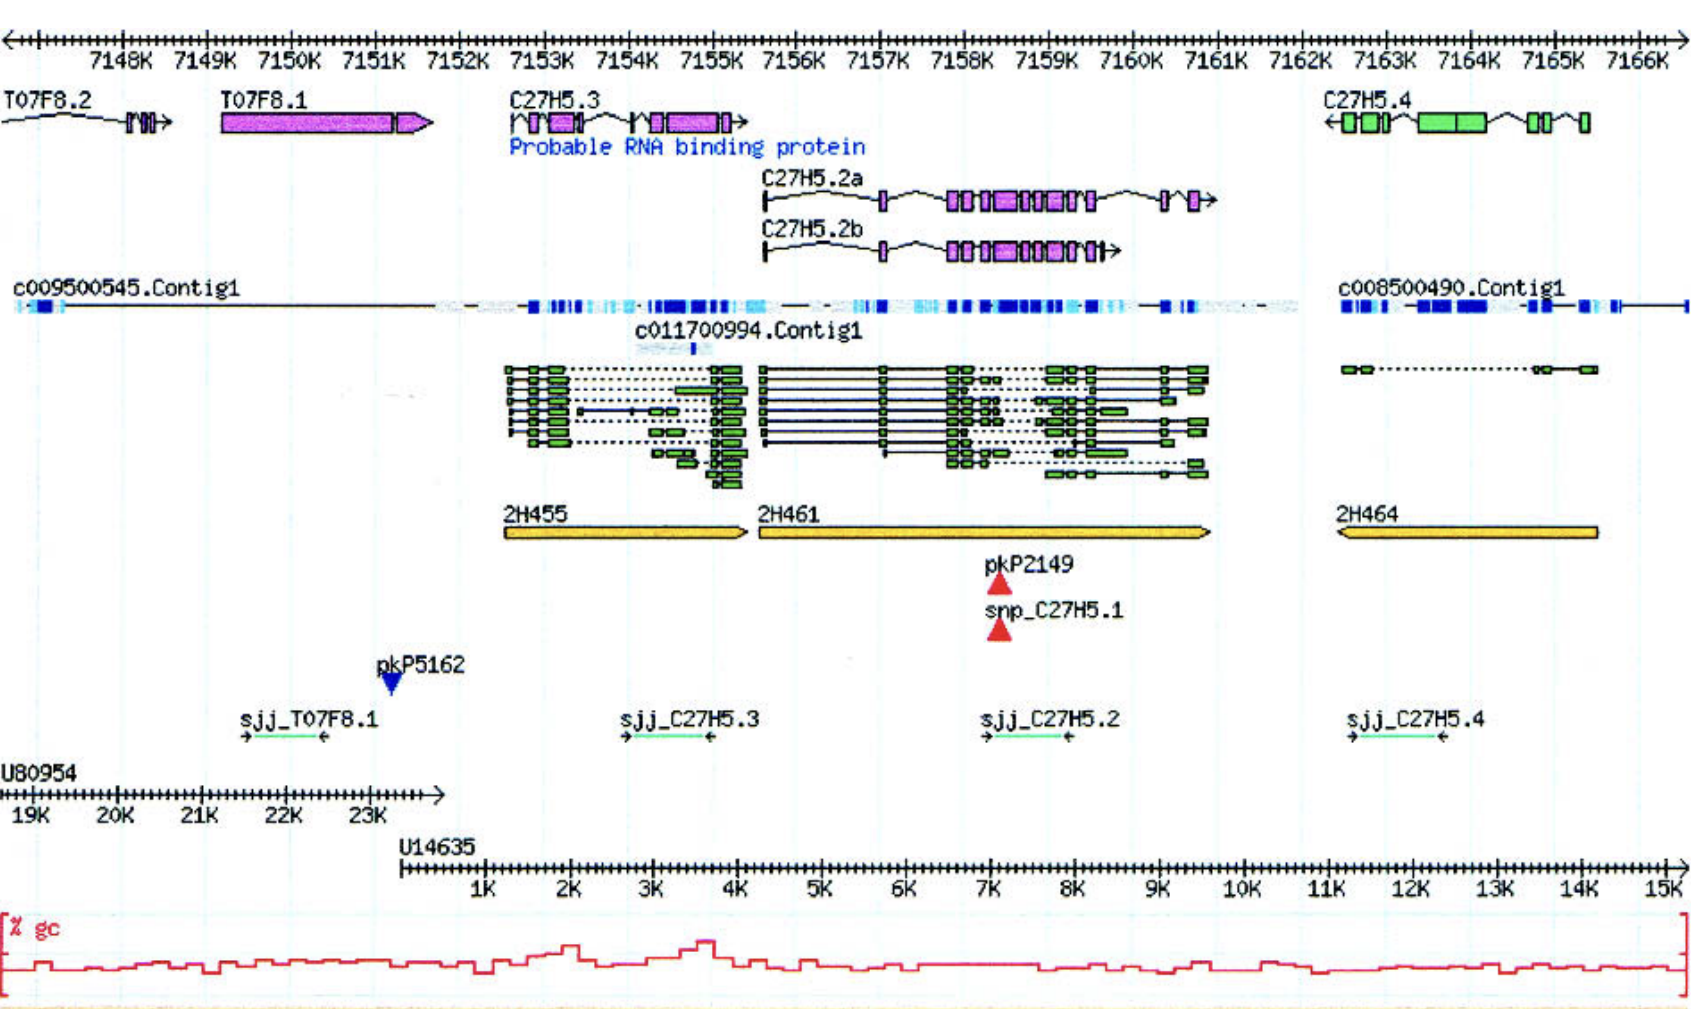 7148K 7149K 7150K 7151K 7152K 7153K 7154K 7155K 7156K 7157K 7158K 7159K 7160K 7161K 7162K 7163K 7164K 7165K 7166K
T07F8.2 T07F8.1 C27H5.3 C27H5.4
Probable RNA binding protein
C27H5.2a
C27H5.2b
c009500545.Contig1 c008500490.Contig1
c011700994.Contig1
2H455 2H461 2H464
pkP2149
snp_C27H5.1
pkP5162
sjj_T07F8.1 sjj_C27H5.3 sjj_C27H5.2 sjj_C27H5.4
U80954
19K 20K 21K 22K 23K
U14635
1K 2K 3K 4K 5K 6K 7K 8K 9K 10K 11K 12K 13K 14K 15K
% gc